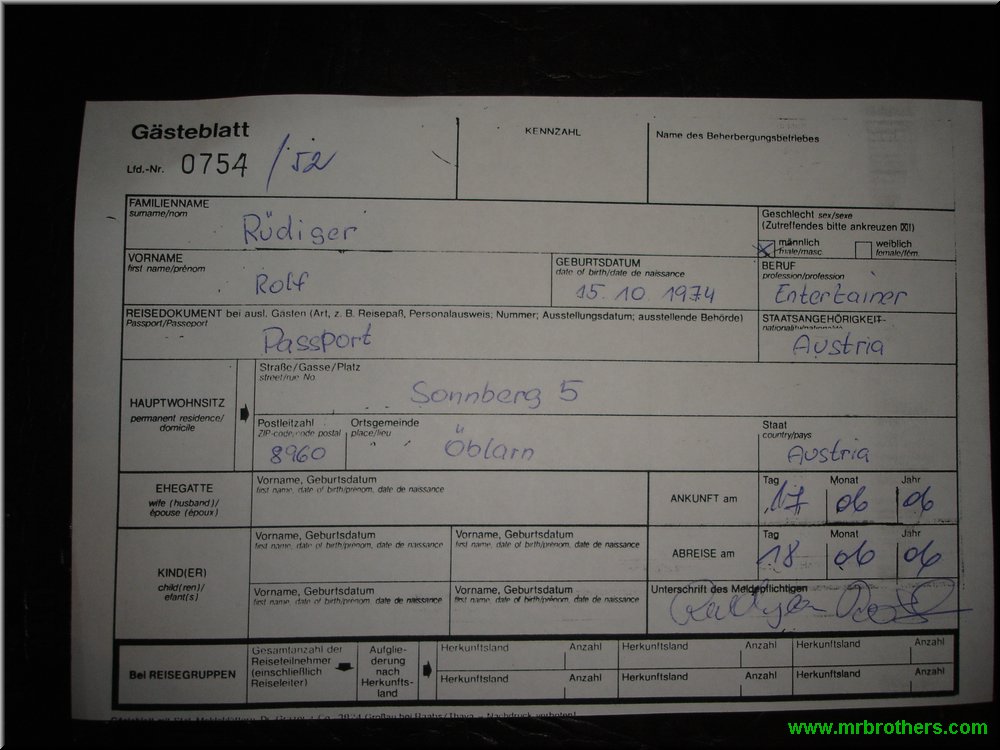 Gästeblatt
Lfd.-Nr. 0754 / 52
KENNZAHL
Name des Beherbergungsbetriebes
FAMILIENNAME
surname/nom
Rüdiger
Geschlecht sex/sexe
(Zutreffendes bitte ankreuzen ☒!)
männlich
male/masc.
weiblich
female/fém.
VORNAME
first name/prénom
Rolf
GEBURTSDATUM
date of birth/date de naissance
15.10.1974
BERUF
profession/profession
Entertainer
REISEDOKUMENT bei ausl. Gästen (Art, z. B. Reisepaß, Personalausweis; Nummer; Ausstellungsdatum; ausstellende Behörde)
Passport/Passeport
Passport
STAATSANGEHÖRIGKEIT
Austria
HAUPTWOHNSITZ
permanent residence/
domicile
Straße/Gasse/Platz
street/rue No.
Sonnberg 5
Postleitzahl
ZIP-code/code postal
8960
Ortsgemeinde
place/lieu
Öblarn
Staat
country/pays
Austria
EHEGATTE
wife (husband)/
épouse (époux)
Vorname, Geburtsdatum
first name, date of birth/prénom, date de naissance
ANKUNFT am
Tag Monat Jahr
17 06 06
KIND(ER)
child(ren)/
efant(s)
Vorname, Geburtsdatum
first name, date of birth/prénom, date de naissance
Vorname, Geburtsdatum
first name, date of birth/prénom, date de naissance
ABREISE am
Tag Monat Jahr
18 06 06
Vorname, Geburtsdatum
first name, date of birth/prénom, date de naissance
Vorname, Geburtsdatum
first name, date of birth/prénom, date de naissance
Unterschrift des Meldepflichtigen
Bei REISEGRUPPEN
Gesamtanzahl der
Reiseteilnehmer
(einschließlich
Reiseleiter)
Aufglie-
derung
nach
Herkunfts-
land
Herkunftsland Anzahl Herkunftsland Anzahl Herkunftsland Anzahl
Herkunftsland Anzahl Herkunftsland Anzahl Herkunftsland Anzahl
www.mrbrothers.com